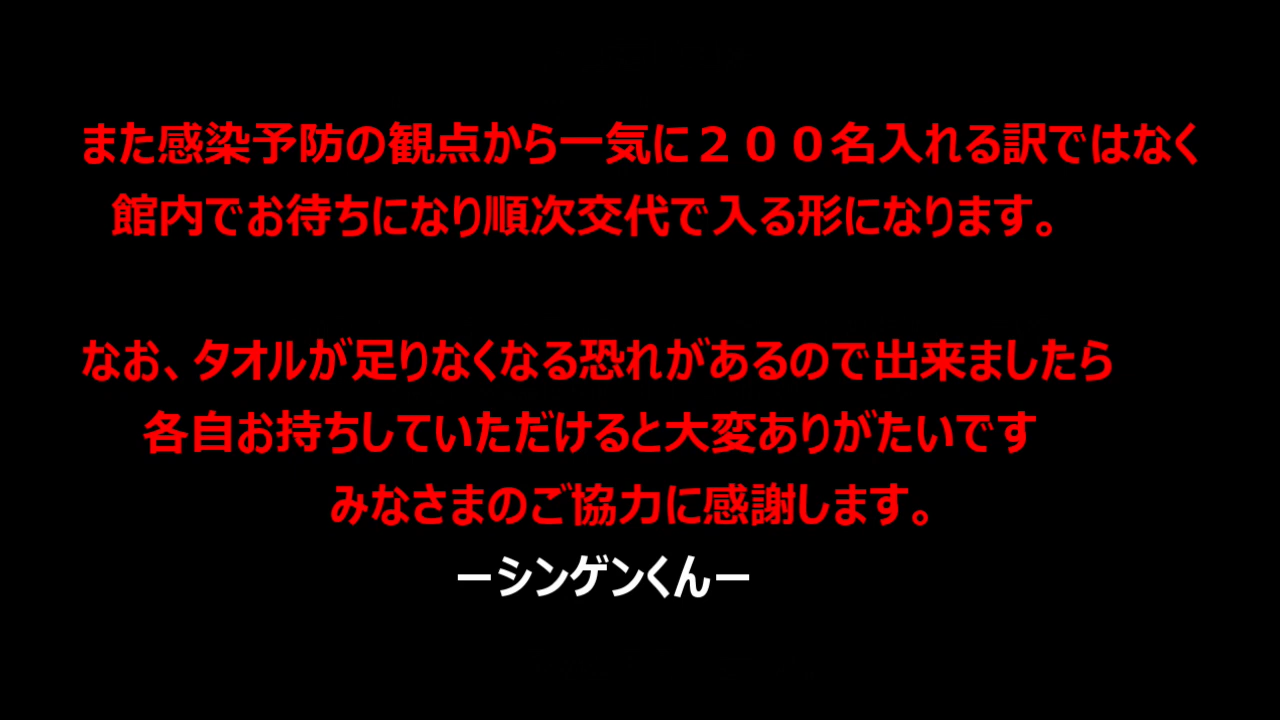 また感染予防の観点から一気に２００名入れる訳ではなく
館内でお待ちになり順次交代で入る形になります。
なお、タオルが足りなくなる恐れがあるので出来ましたら
各自お持ちしていただけると大変ありがたいです
みなさまのご協力に感謝します。
ーシンゲンくんー